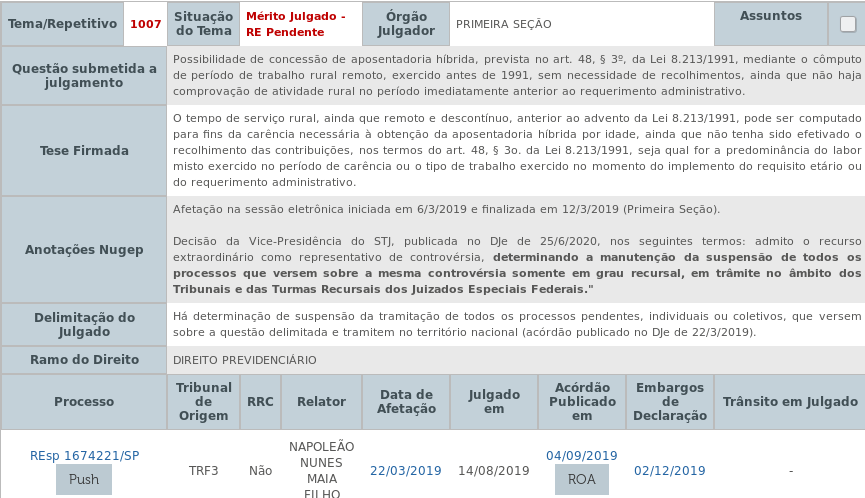 Tema/Repetitivo 1007 Situação do Tema Mérito Julgado - RE Pendente Órgão Julgador PRIMEIRA SEÇÃO Assuntos
Questão submetida a julgamento
Possibilidade de concessão de aposentadoria híbrida, prevista no art. 48, § 3º, da Lei 8.213/1991, mediante o cômputo
de período de trabalho rural remoto, exercido antes de 1991, sem necessidade de recolhimentos, ainda que não haja
comprovação de atividade rural no período imediatamente anterior ao requerimento administrativo.
Tese Firmada
O tempo de serviço rural, ainda que remoto e descontínuo, anterior ao advento da Lei 8.213/1991, pode ser computado
para fins da carência necessária à obtenção da aposentadoria híbrida por idade, ainda que não tenha sido efetivado o
recolhimento das contribuições, nos termos do art. 48, § 3o. da Lei 8.213/1991, seja qual for a predominância do labor
misto exercido no período de carência ou o tipo de trabalho exercido no momento do implemento do requisito etário ou
do requerimento administrativo.
Anotações Nugep
Afetação na sessão eletrônica iniciada em 6/3/2019 e finalizada em 12/3/2019 (Primeira Seção).
Decisão da Vice-Presidência do STJ, publicada no DJe de 25/6/2020, nos seguintes termos: admito o recurso
extraordinário como representativo de controvérsia, determinando a manutenção da suspensão de todos os
processos que versem sobre a mesma controvérsia somente em grau recursal, em trâmite no âmbito dos
Tribunais e das Turmas Recursais dos Juizados Especiais Federais."
Delimitação do Julgado
Há determinação de suspensão da tramitação de todos os processos pendentes, individuais ou coletivos, que versem
sobre a questão delimitada e tramitem no território nacional (acórdão publicado no DJe de 22/3/2019).
Ramo do Direito DIREITO PREVIDENCIÁRIO
Processo Tribunal de Origem RRC Relator Data de Afetação Julgado em Acórdão Publicado em Embargos de Declaração Trânsito em Julgado
REsp 1674221/SP
Push
TRF3
Não
NAPOLEÃO
NUNES
MAIA
FILHO
22/03/2019
14/08/2019
04/09/2019
ROA
02/12/2019
-